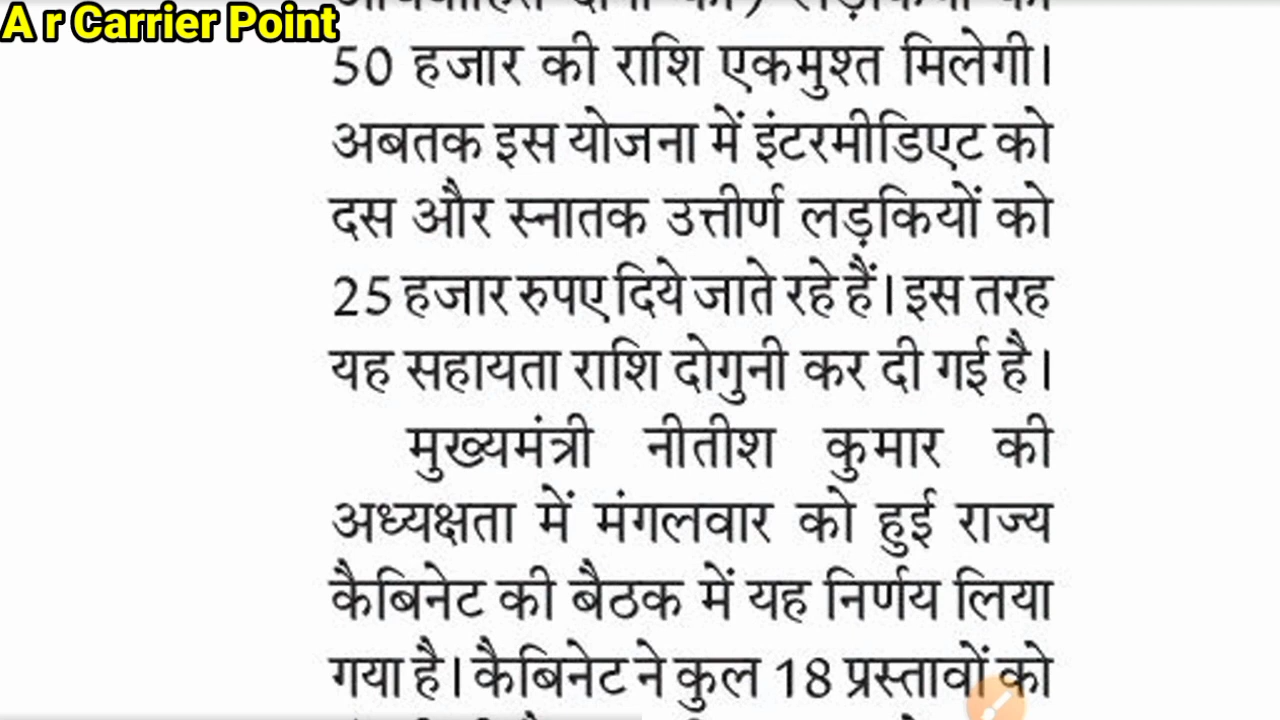 A r Carrier Point
50 हजार की राशि एकमुश्त मिलेगी।
अबतक इस योजना में इंटरमीडिएट को
दस और स्नातक उत्तीर्ण लड़कियों को
25 हजार रुपए दिये जाते रहे हैं। इस तरह
यह सहायता राशि दोगुनी कर दी गई है।
मुख्यमंत्री नीतीश कुमार की
अध्यक्षता में मंगलवार को हुई राज्य
कैबिनेट की बैठक में यह निर्णय लिया
गया है। कैबिनेट ने कुल 18 प्रस्तावों को